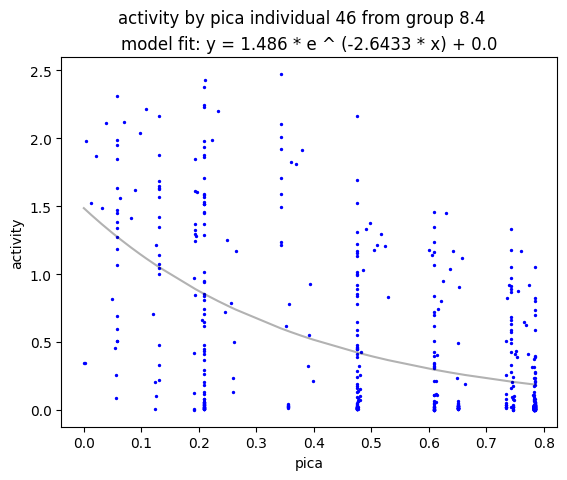 activity by pica individual 46 from group 8.4
model fit: y = 1.486 * e ^ (-2.6433 * x) + 0.0
2.5
2.0
1.5
1.0
0.5
0.0
activity
0.0 0.1 0.2 0.3 0.4 0.5 0.6 0.7 0.8
pica